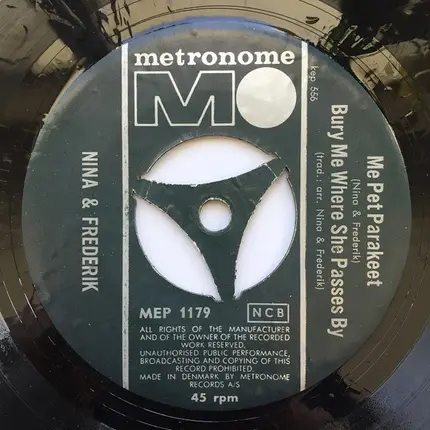 metronome
MO
kep 656
Me Pet Parakeet
(Nina & Frederik)
Bury Me Where She Passes By
(trad.: arr. Nina & Frederik)
NINA & FREDERIK
MEP 1179
NCB
ALL RIGHTS OF THE MANUFACTURER
AND OF THE OWNER OF THE RECORDED
WORK RESERVED.
UNAUTHORISED PUBLIC PERFORMANCE,
BROADCASTING AND COPYING OF THIS
RECORD PROHIBITED.
MADE IN DENMARK BY METRONOME
RECORDS A/S
45 rpm